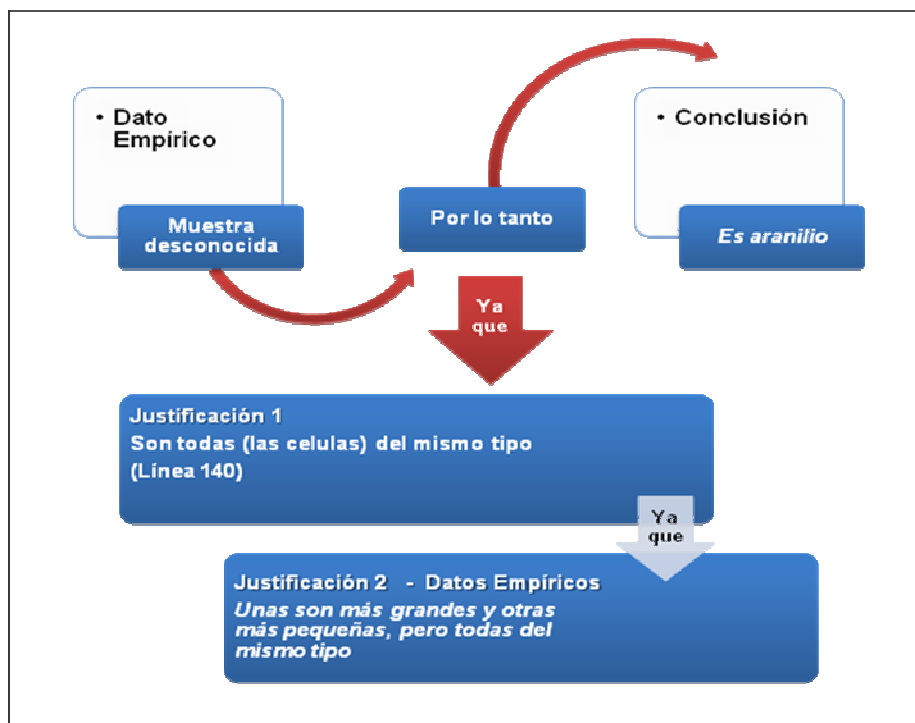 • Dato
Empírico
Muestra
desconocida
Por lo tanto
• Conclusión
Es aranilio
Ya
que
Justificación 1
Son todas (las celulas) del mismo tipo
(Línea 140)
Ya
que
Justificación 2 - Datos Empíricos
Unas son más grandes y otras
más pequeñas, pero todas del
mismo tipo